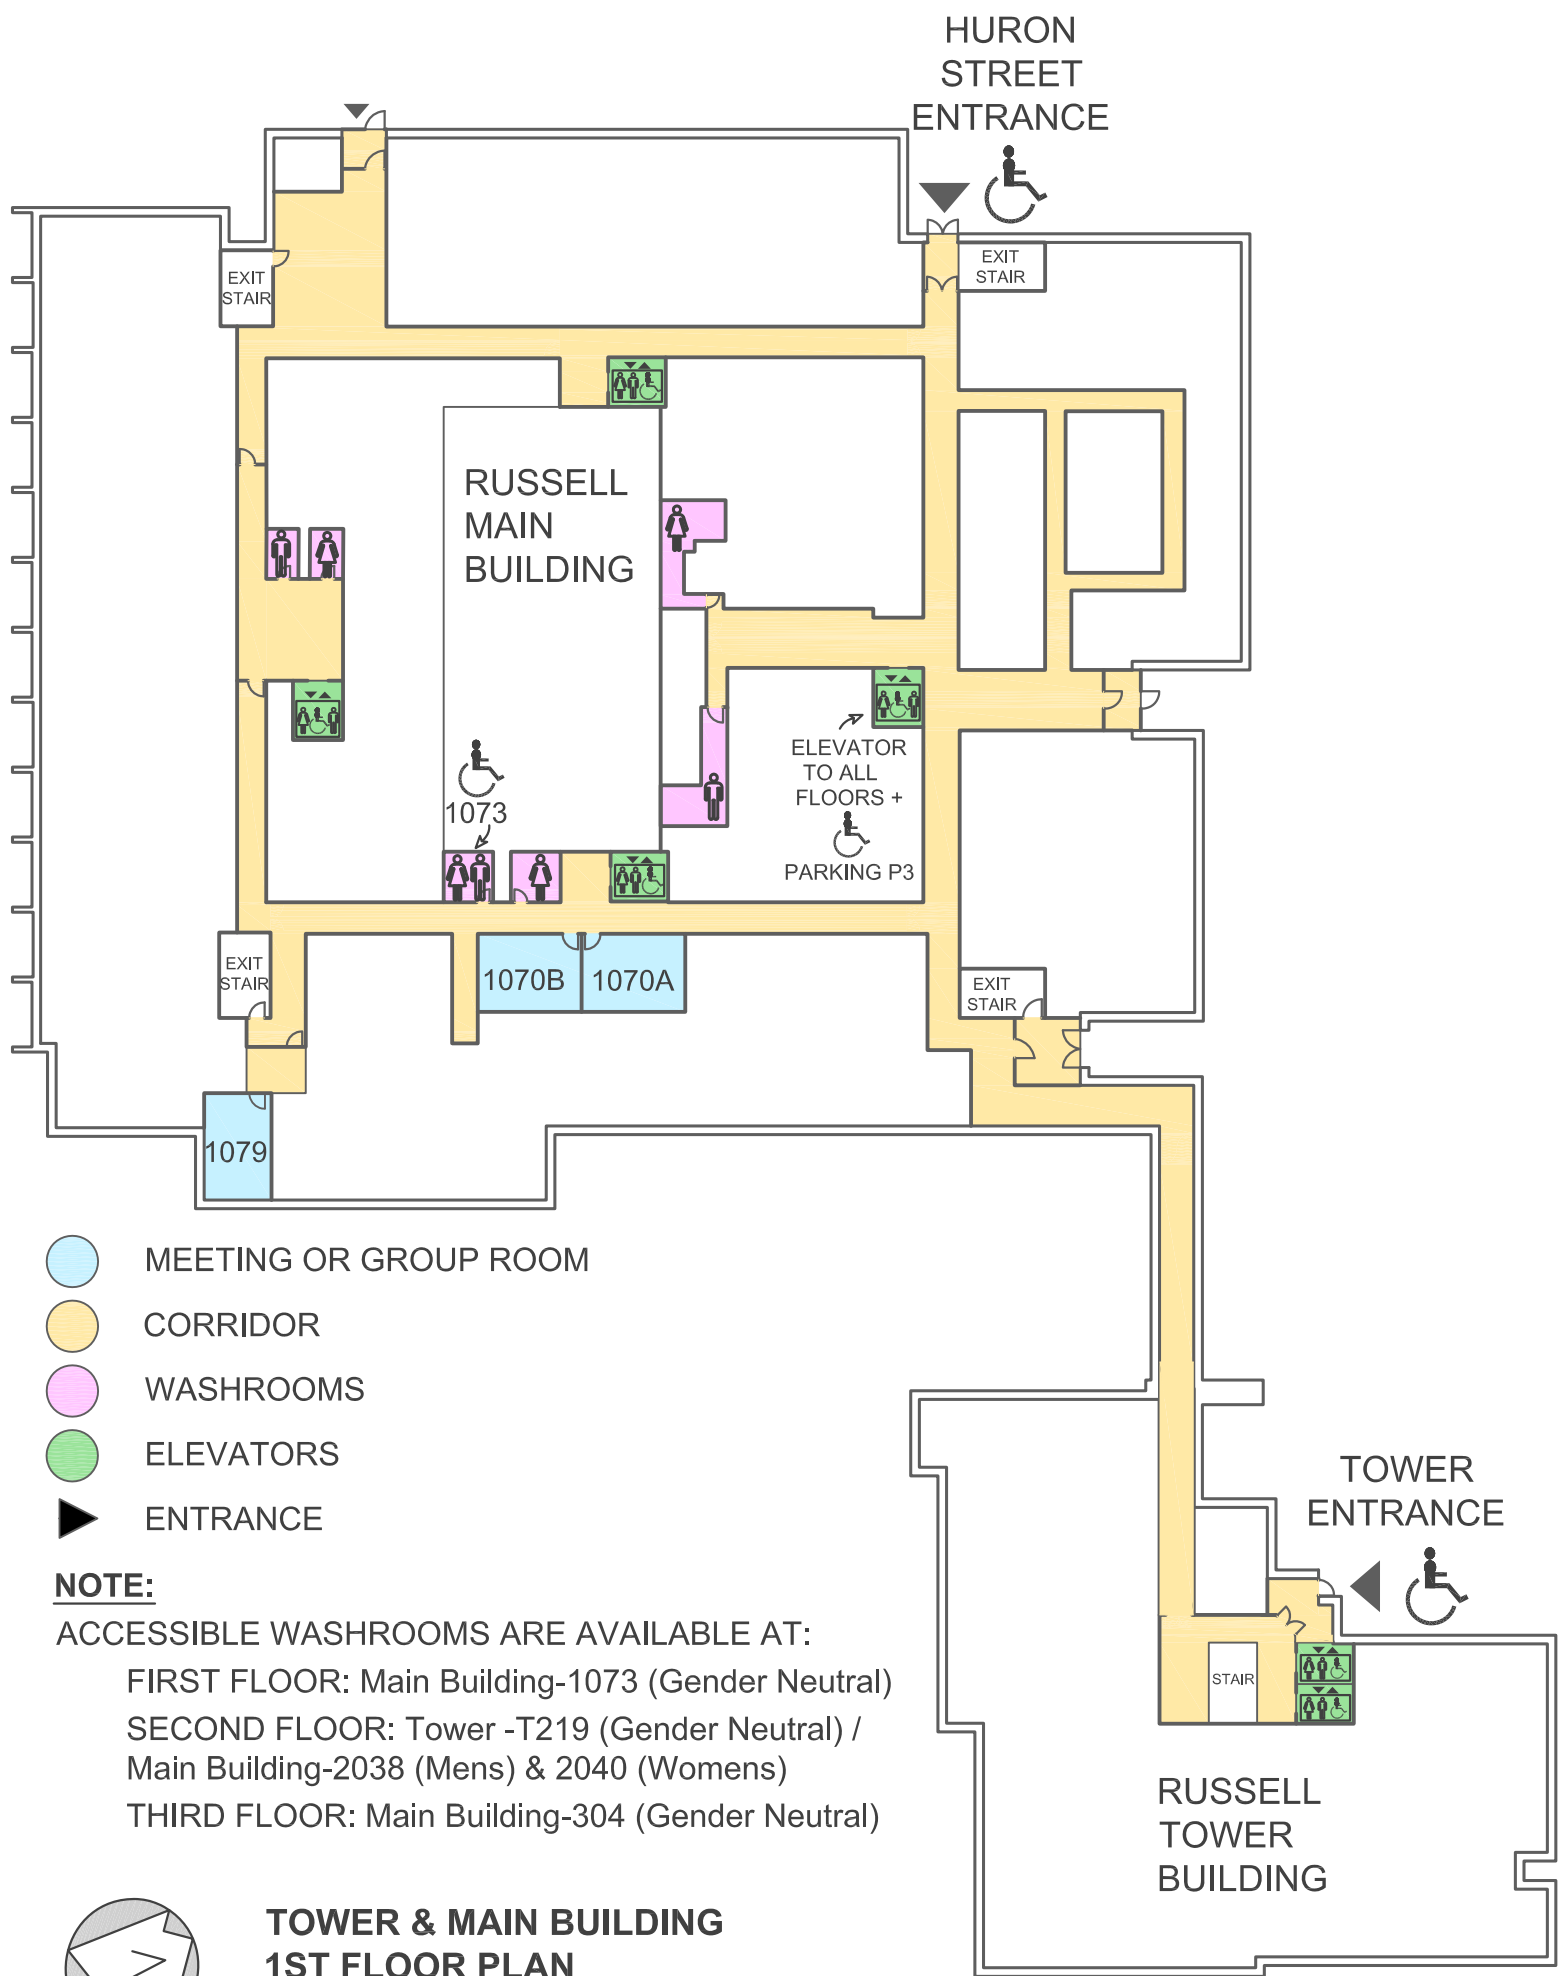 HURON
STREET
ENTRANCE
EXIT
STAIR
EXIT
STAIR
RUSSELL
MAIN
BUILDING
ELEVATOR
TO ALL
FLOORS +
PARKING P3
1073
EXIT
STAIR
1070B
1070A
EXIT
STAIR
1079
MEETING OR GROUP ROOM
CORRIDOR
WASHROOMS
ELEVATORS
ENTRANCE
TOWER
ENTRANCE
NOTE:
ACCESSIBLE WASHROOMS ARE AVAILABLE AT:
FIRST FLOOR: Main Building-1073 (Gender Neutral)
SECOND FLOOR: Tower -T219 (Gender Neutral) /
Main Building-2038 (Mens) & 2040 (Womens)
THIRD FLOOR: Main Building-304 (Gender Neutral)
STAIR
RUSSELL
TOWER
BUILDING
TOWER & MAIN BUILDING
1ST FLOOR PLAN